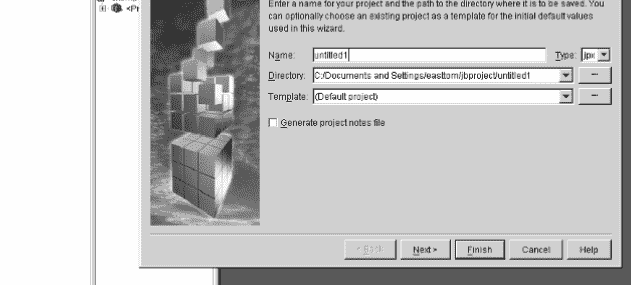 Enter a name for your project and the path to the directory where it is to be saved. You
can optionally choose an existing project as a template for the initial default values
used in this wizard.
Name: untitled1 Type: jpx
Directory: C:/Documents and Settings/easttom/jbproject/untitled1 ...
Template: (Default project) ...
Generate project notes file
< Back Next > Finish Cancel Help